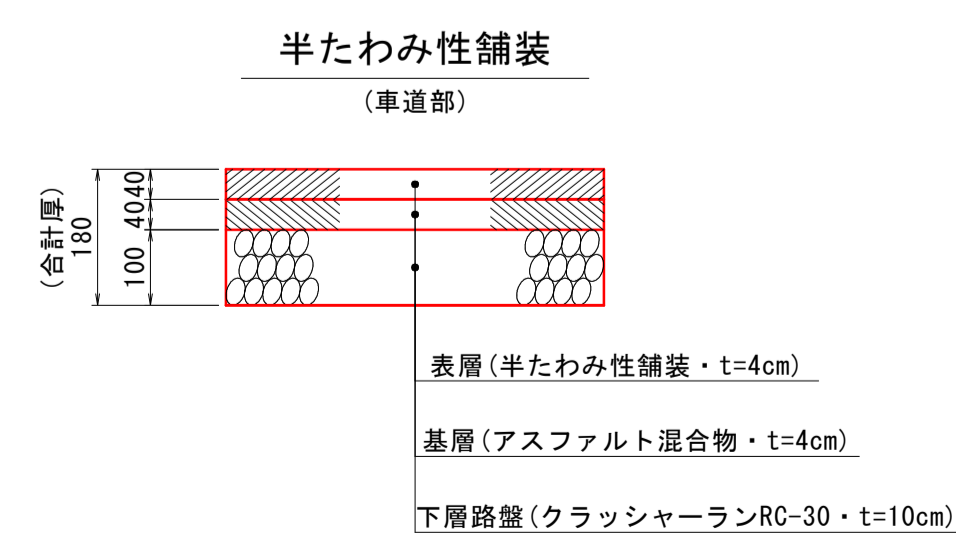 半たわみ性舗装
(車道部)
(合計厚)
180
40
40
100
表層(半たわみ性舗装・t=4cm)
基層(アスファルト混合物・t=4cm)
下層路盤(クラッシャーランRC-30・t=10cm)